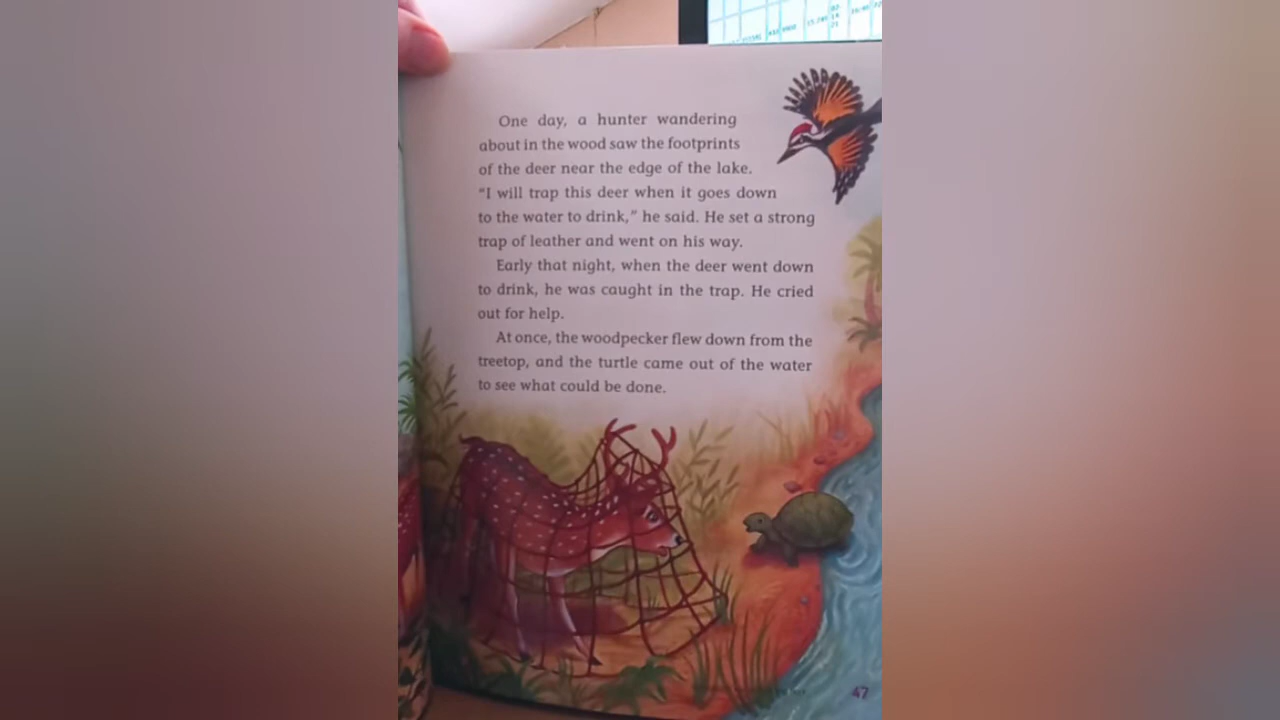 One day, a hunter wandering
about in the wood saw the footprints
of the deer near the edge of the lake.
“I will trap this deer when it goes down
to the water to drink,” he said. He set a strong
trap of leather and went on his way.
Early that night, when the deer went down
to drink, he was caught in the trap. He cried
out for help.
At once, the woodpecker flew down from the
treetop, and the turtle came out of the water
to see what could be done.
47